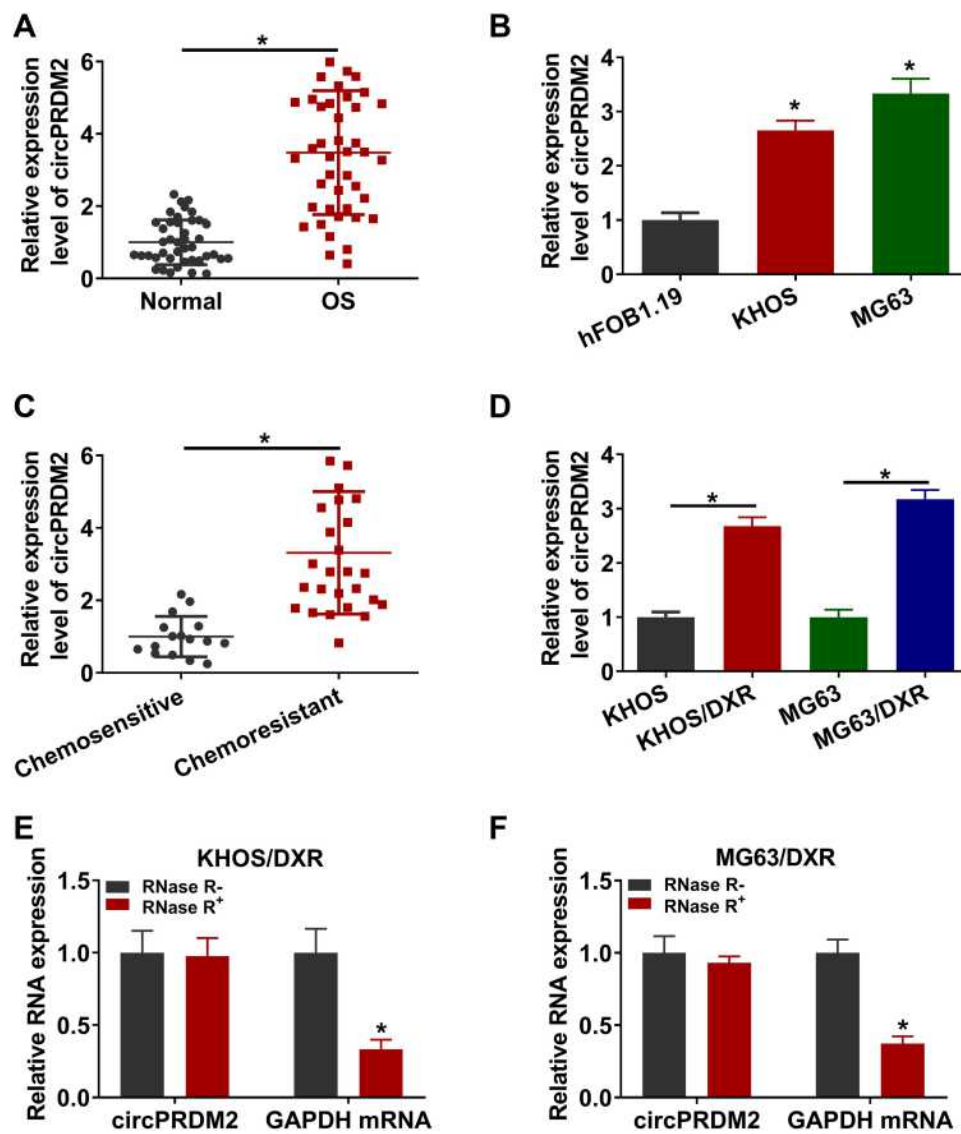 A
Relative expression
level of circPRDM2
6
4
2
0
*
Normal
OS
B
Relative expression
level of circPRDM2
4
3
2
1
0
*
*
hFOB1.19
KHOS
MG63
C
Relative expression
level of circPRDM2
6
4
2
0
*
Chemosensitive
Chemoresistant
D
Relative expression
level of circPRDM2
4
3
2
1
0
*
*
KHOS
KHOS/DXR
MG63
MG63/DXR
E
KHOS/DXR
Relative RNA expression
1.5
1.0
0.5
0.0
RNase R-
RNase R+
*
circPRDM2
GAPDH mRNA
F
MG63/DXR
Relative RNA expression
1.5
1.0
0.5
0.0
RNase R-
RNase R+
*
circPRDM2
GAPDH mRNA